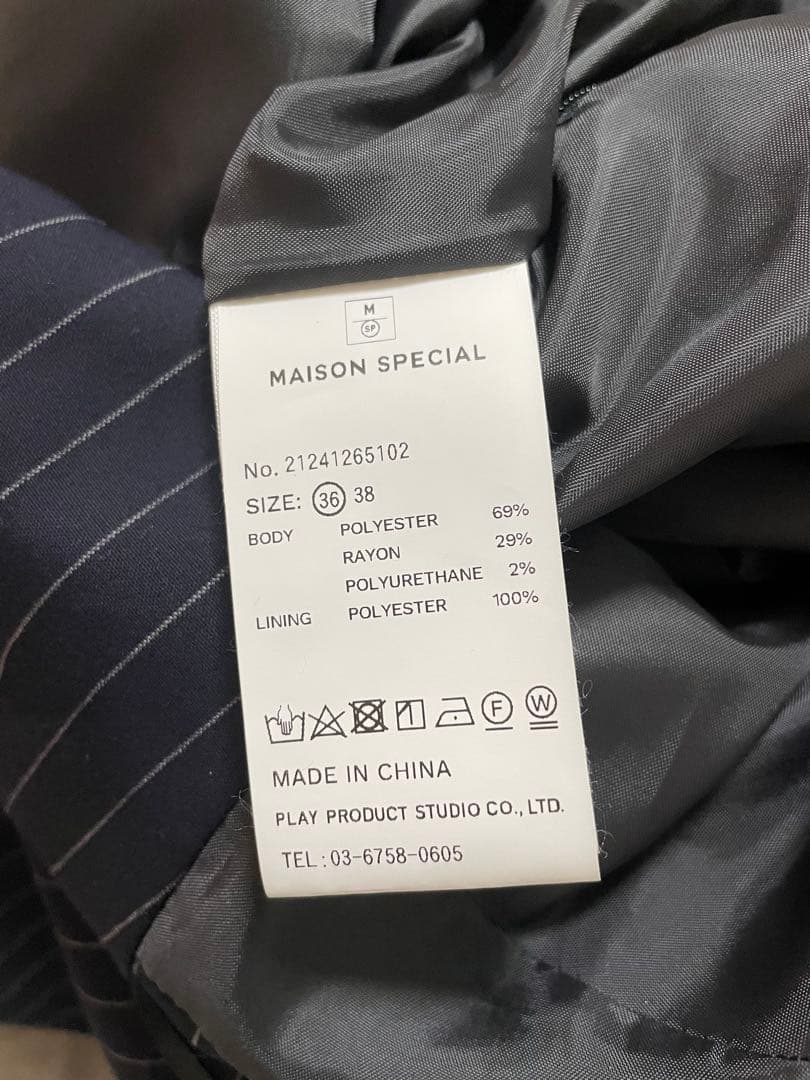 M
SP
MAISON SPECIAL
No. 21241265102
SIZE: 36 38
BODY POLYESTER 69%
RAYON 29%
POLYURETHANE 2%
LINING POLYESTER 100%
F W
MADE IN CHINA
PLAY PRODUCT STUDIO CO., LTD.
TEL : 03-6758-0605